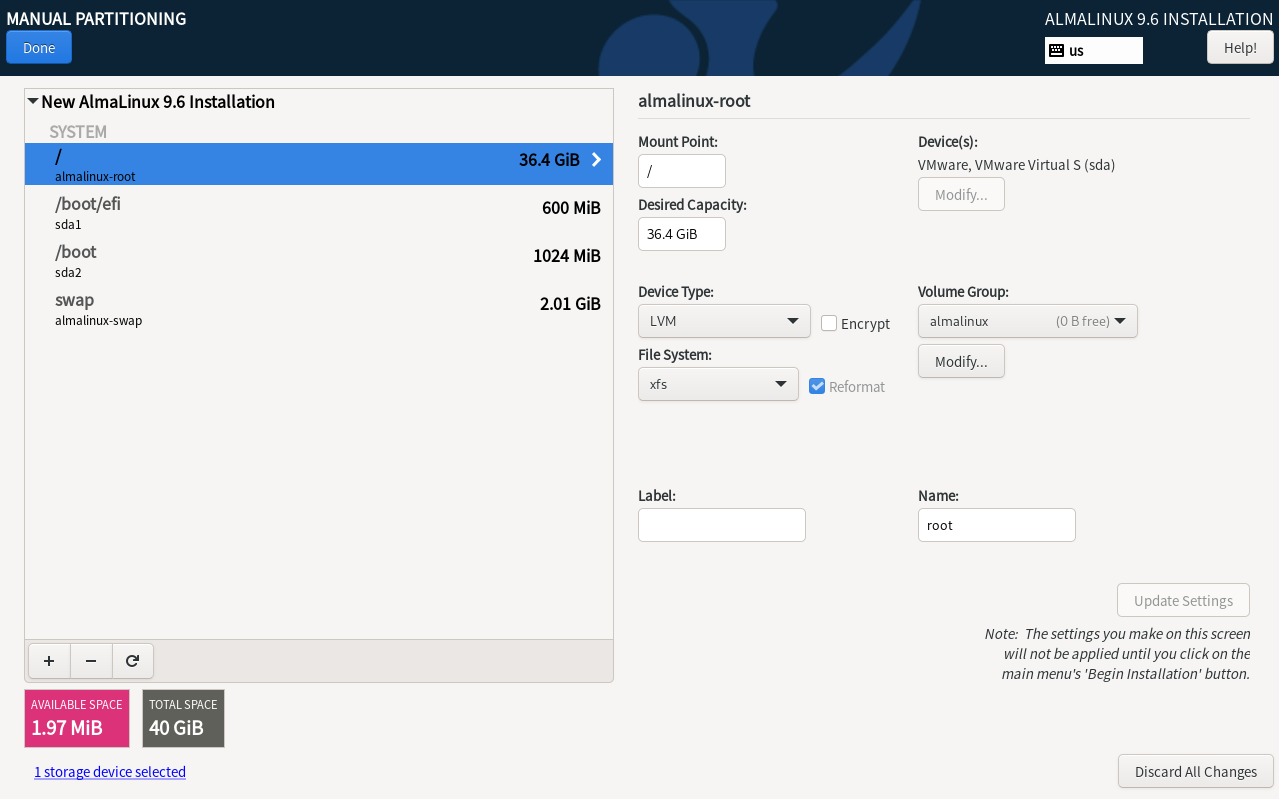 MANUAL PARTITIONING
ALMALINUX 9.6 INSTALLATION
Done
us
Help!
New AlmaLinux 9.6 Installation
SYSTEM
/ 36.4 GiB
almalinux-root
/boot/efi 600 MiB
sda1
/boot 1024 MiB
sda2
swap 2.01 GiB
almalinux-swap
AVAILABLE SPACE
1.97 MiB
TOTAL SPACE
40 GiB
1 storage device selected
almalinux-root
Mount Point:
/
Desired Capacity:
36.4 GiB
Device(s):
VMware, VMware Virtual S (sda)
Modify...
Device Type:
LVM
Encrypt
File System:
xfs
Reformat
Volume Group:
almalinux (0 B free)
Modify...
Label:
Name:
root
Update Settings
Note: The settings you make on this screen
will not be applied until you click on the
main menu's 'Begin Installation' button.
Discard All Changes